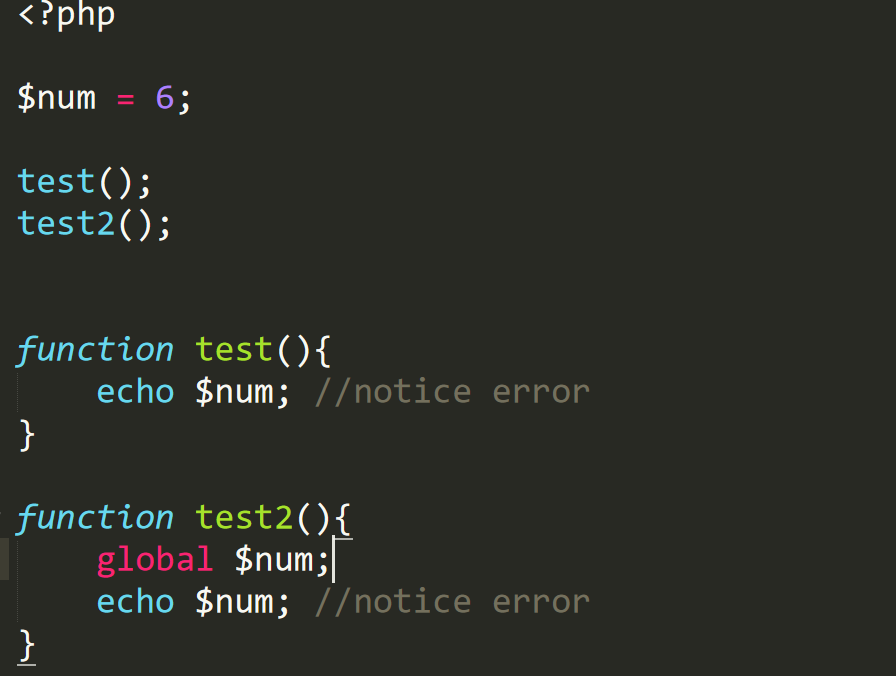 <?php
$num = 6;
test();
test2();
function test(){
echo $num; //notice error
}
function test2(){
global $num;
echo $num; //notice error
}